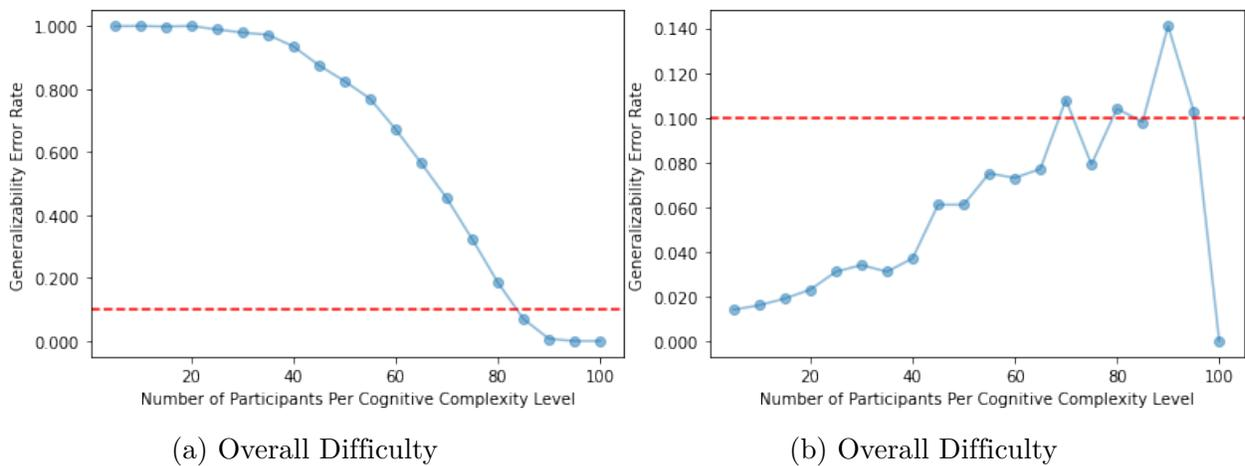 1.000
0.800
0.600
0.400
0.200
0.000
Generalizability Error Rate
20 40 60 80 100
Number of Participants Per Cognitive Complexity Level
(a) Overall Difficulty
0.140
0.120
0.100
0.080
0.060
0.040
0.020
0.000
Generalizability Error Rate
20 40 60 80 100
Number of Participants Per Cognitive Complexity Level
(b) Overall Difficulty